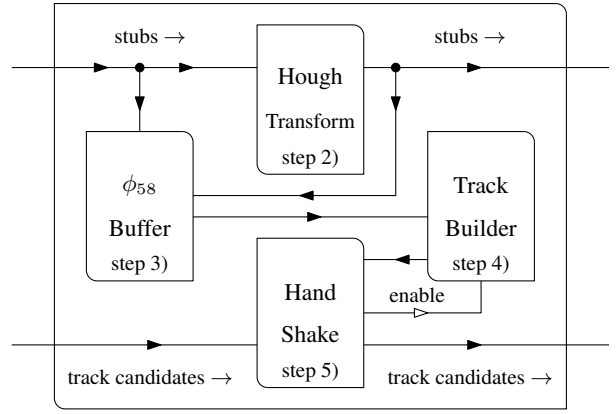 stubs →
stubs →
Hough
Transform
step 2)
ϕ58
Buffer
step 3)
Track
Builder
step 4)
Hand
Shake
step 5)
enable
track candidates →
track candidates →